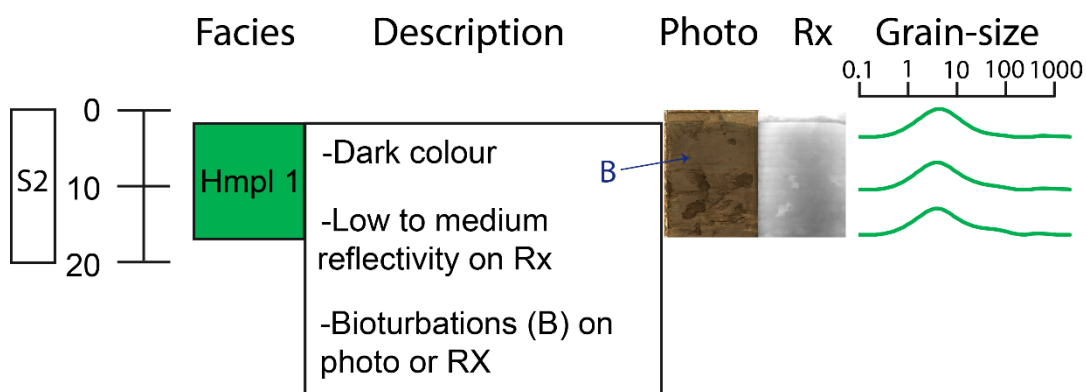 Facies Description Photo Rx Grain-size
0.1 1 10 100 1000
0
S2 10
20
Hmpl 1
-Dark colour
-Low to medium
reflectivity on Rx
-Bioturbations (B) on
photo or RX
B